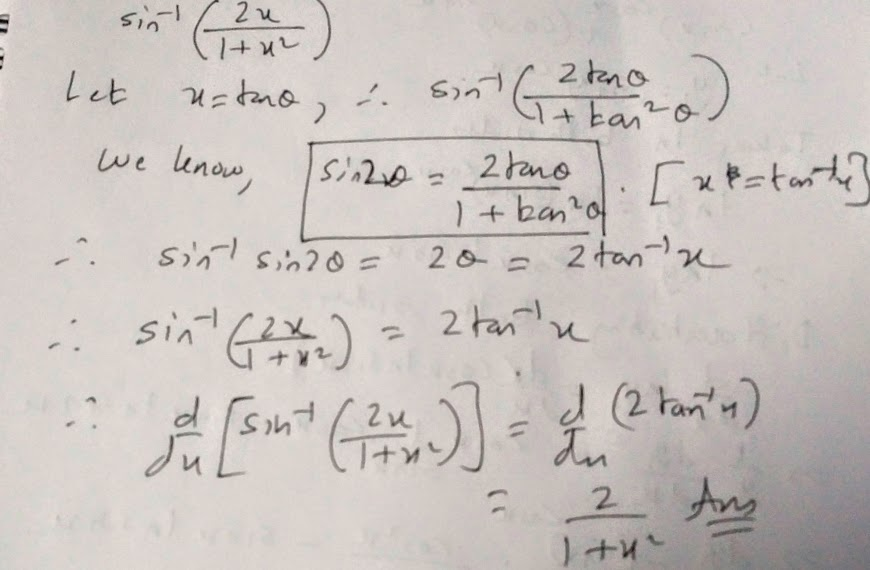 sin⁻¹ (2x/(1+x²))
Let x = tanθ, ∴ sin⁻¹ (2tanθ/(1+tan²θ))
We know, sin2θ = 2tanθ/(1+tan²θ) . [ x = tan⁻¹x]
∴ sin⁻¹ sin2θ = 2θ = 2tan⁻¹x
∴ sin⁻¹ (2x/(1+x²)) = 2tan⁻¹x
∴ d/dx [sin⁻¹ (2x/(1+x²))] = d/dx (2tan⁻¹x)
= 2/(1+x²) Ans